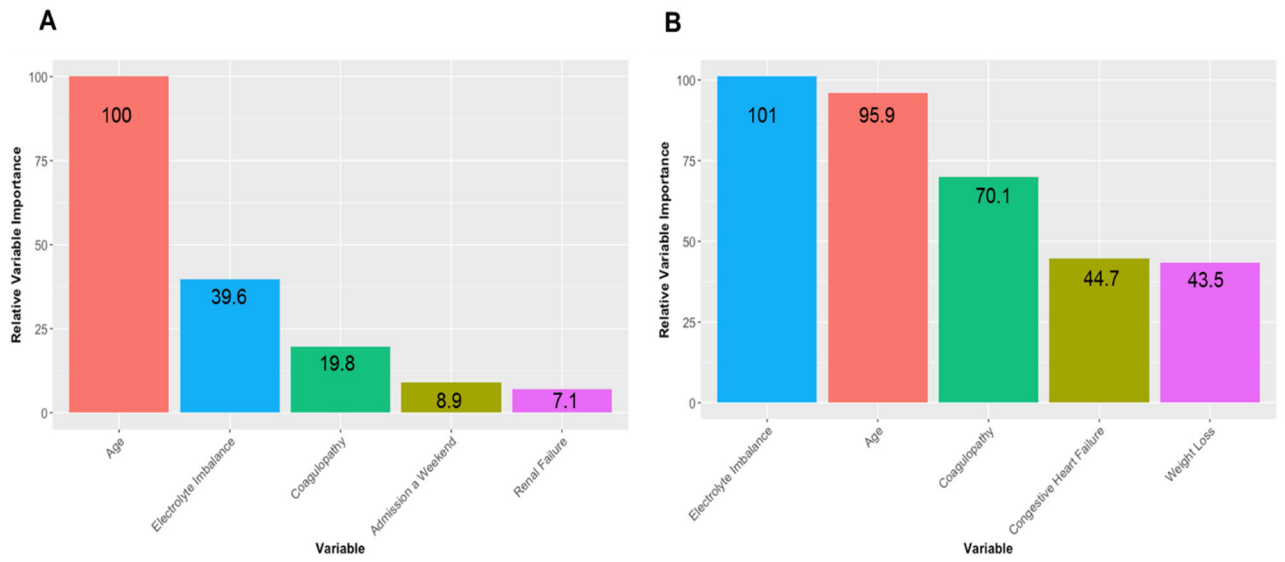 A
Relative Variable Importance
100
75
50
25
0
100
39.6
19.8
8.9
7.1
Age
Electrolyte Imbalance
Coagulopathy
Admission a Weekend
Renal Failure
Variable
B
Relative Variable Importance
100
75
50
25
0
101
95.9
70.1
44.7
43.5
Electrolyte Imbalance
Age
Coagulopathy
Congestive Heart Failure
Weight Loss
Variable